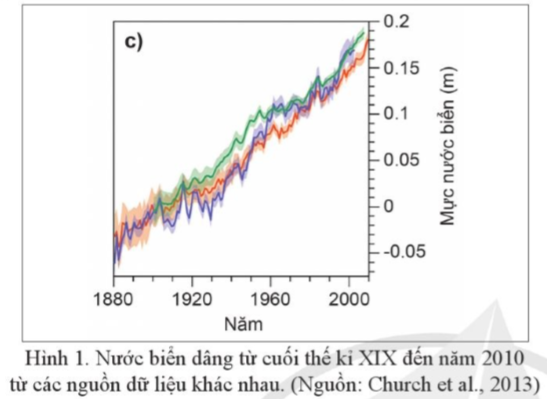 c)
0.2
0.15
0.1
0.05
0
-0.05
Mực nước biển (m)
1880 1920 1960 2000
Năm
Hình 1. Nước biển dâng từ cuối thế kỉ XIX đến năm 2010
từ các nguồn dữ liệu khác nhau. (Nguồn: Church et al., 2013)